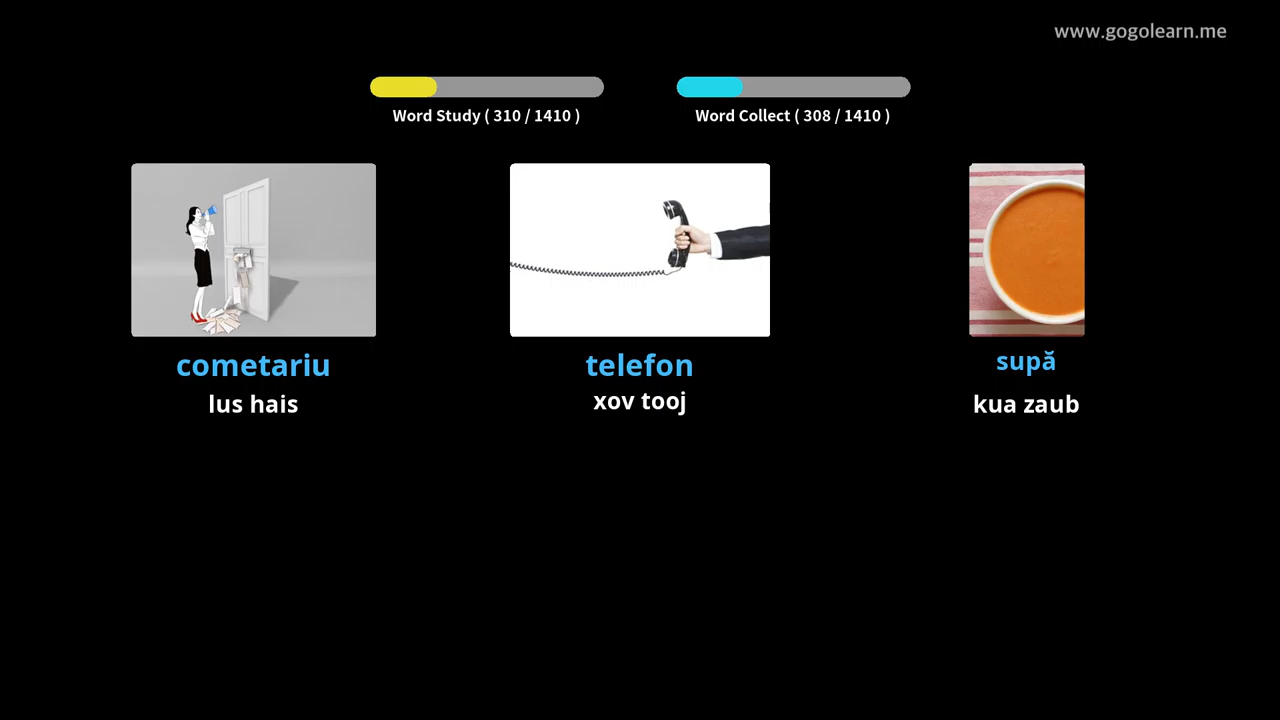 www.gogolearn.me
Word Study ( 310 / 1410 )
Word Collect ( 308 / 1410 )
cometariu
lus hais
telefon
xov tooj
supă
kua zaub